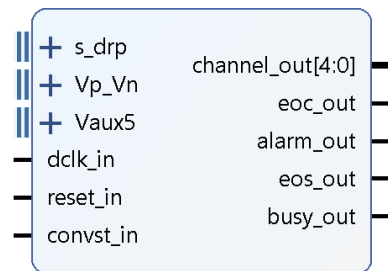 s_drp
Vp_Vn
Vaux5
dclk_in
reset_in
convst_in
channel_out[4:0]
eoc_out
alarm_out
eos_out
busy_out